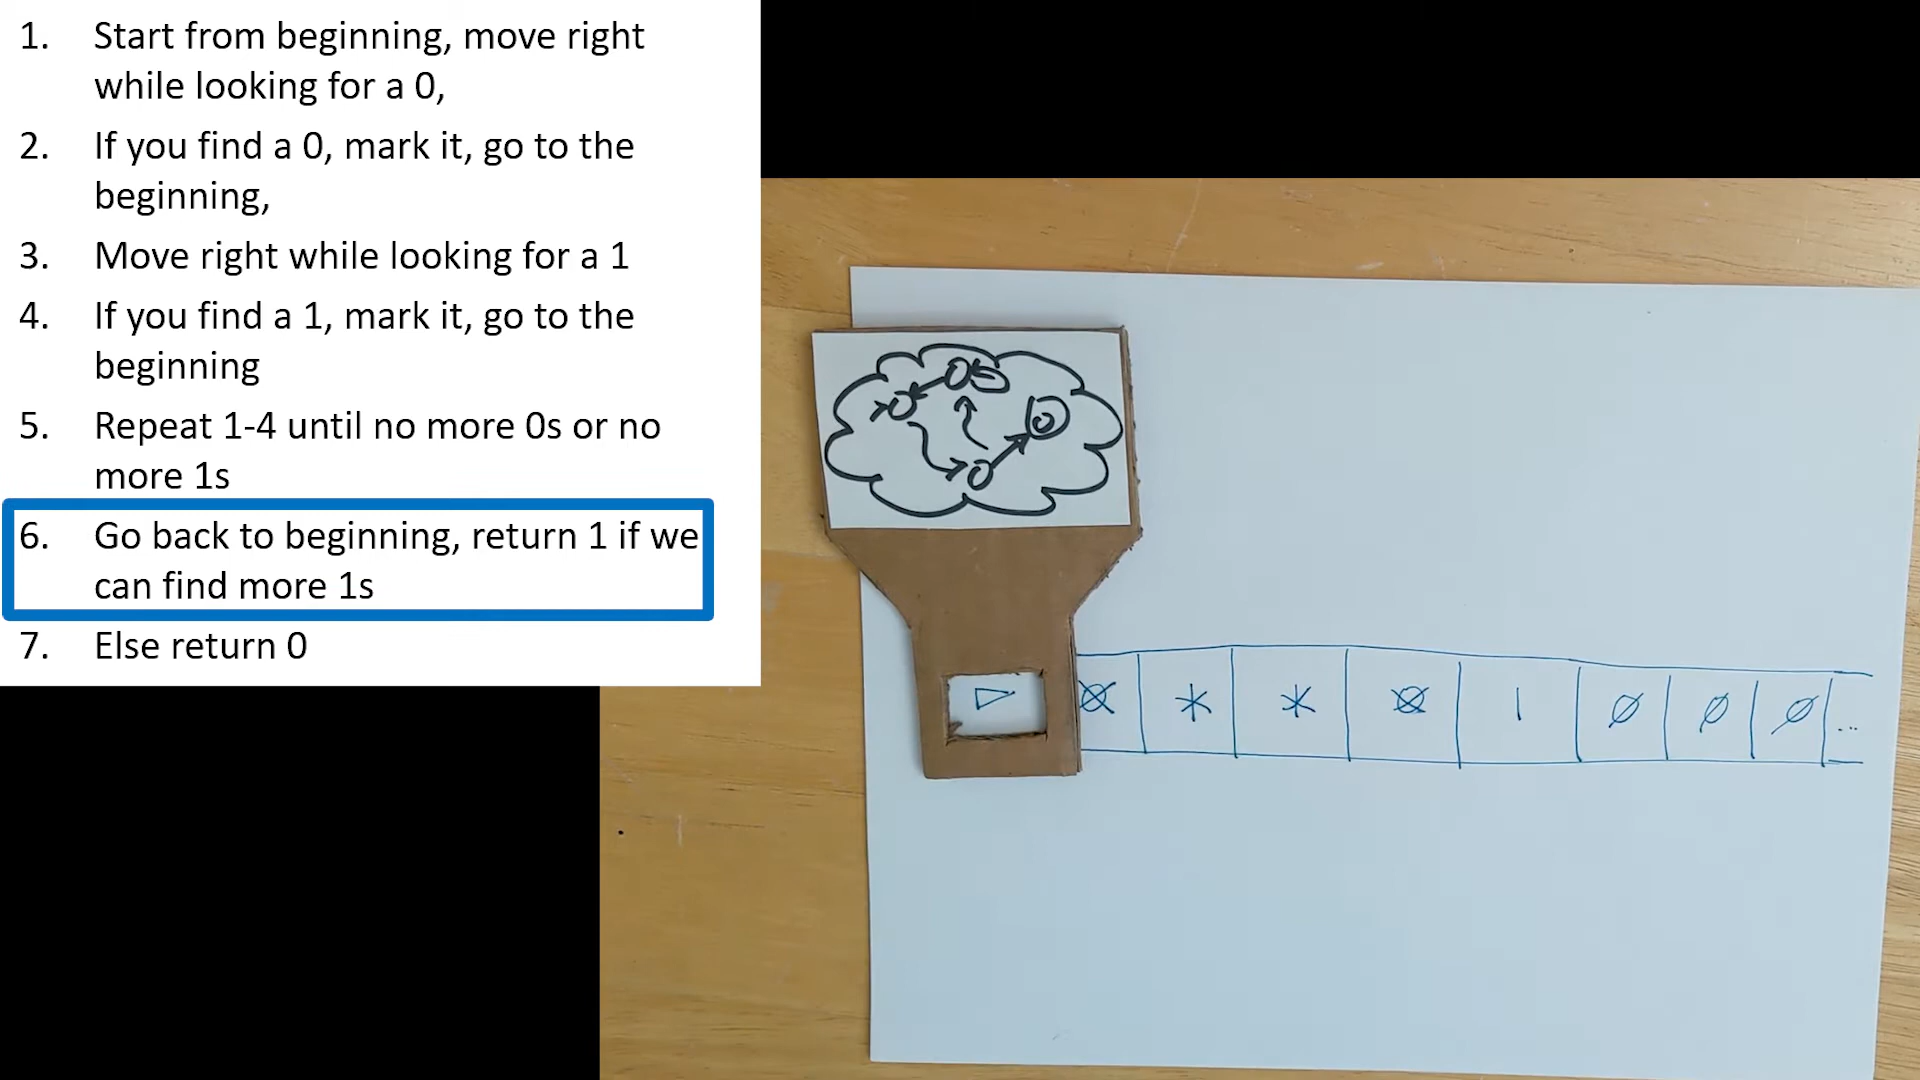 1. Start from beginning, move right
while looking for a 0,
2. If you find a 0, mark it, go to the
beginning,
3. Move right while looking for a 1
4. If you find a 1, mark it, go to the
beginning
5. Repeat 1-4 until no more 0s or no
more 1s
6. Go back to beginning, return 1 if we
can find more 1s
7. Else return 0
▷ * * 1 ∅ ∅ ∅ ...